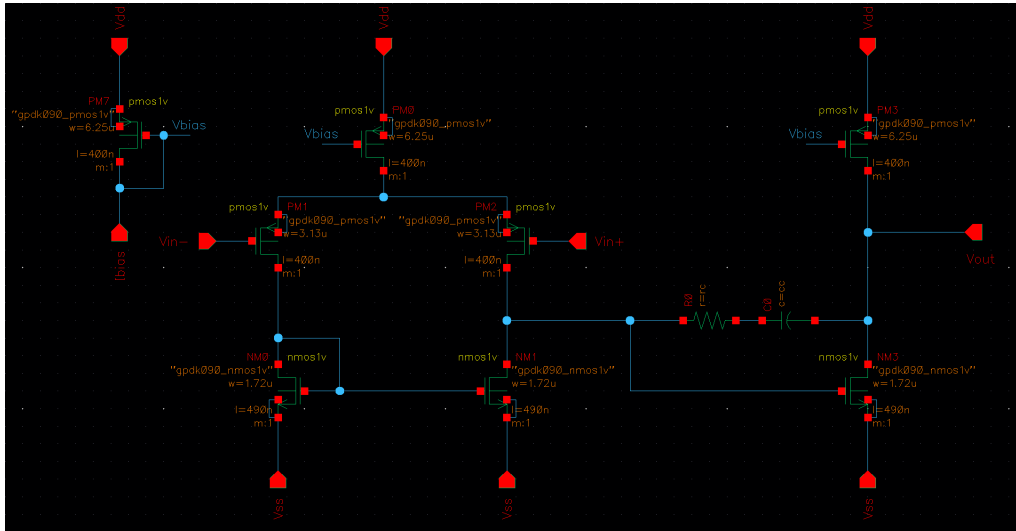 Vdd
Vdd
Vdd
PM7
pmos1v
"gpdk090_pmos1v"
w=6.25u
Vbias
l=400n
m:1
Ibias
PM0
pmos1v
"gpdk090_pmos1v"
w=6.25u
Vbias
l=400n
m:1
PM3
pmos1v
"gpdk090_pmos1v"
w=6.25u
Vbias
l=400n
m:1
pmos1v
PM1
"gpdk090_pmos1v"
w=3.13u
Vin-
l=400n
m:1
PM2
pmos1v
"gpdk090_pmos1v"
w=3.13u
Vin+
l=400n
m:1
Vout
R0
r=rc
C0
c=cc
NM0
nmos1v
"gpdk090_nmos1v"
w=1.72u
l=490n
m:1
nmos1v
NM1
"gpdk090_nmos1v"
w=1.72u
l=490n
m:1
nmos1v
NM3
"gpdk090_nmos1v"
w=1.72u
l=490n
m:1
Vss
Vss
Vss